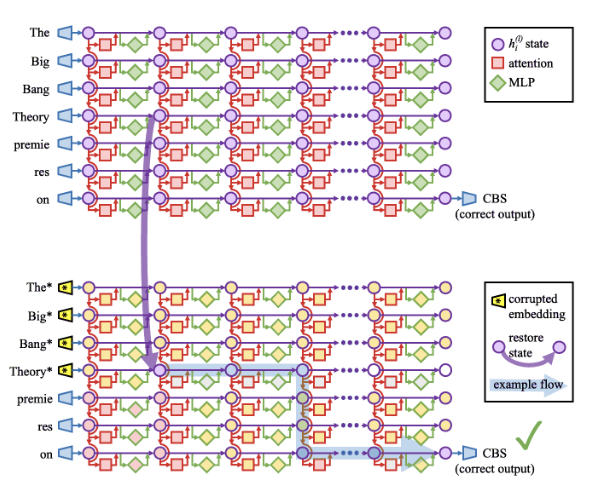 The
Big
Bang
Theory
premie
res
on
CBS
(correct output)
hᵢ⁽ˡ⁾ state
attention
MLP
The*
Big*
Bang*
Theory*
premie
res
on
CBS
(correct output)
* corrupted
embedding
restore
state
example flow